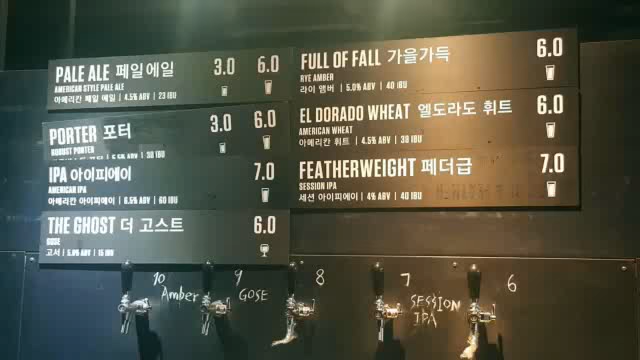 PALE ALE 페일에일 3.0 6.0
AMERICAN STYLE PALE ALE
아메리칸 페일 에일 | 4.5% ABV | 23 IBU
PORTER 포터 3.0 6.0
ROBUST PORTER
5.5% ABV | 38 IBU
IPA 아이피에이 7.0
AMERICAN IPA
아메리칸 아이피에이 | 6.5% ABV | 60 IBU
THE GHOST 더 고스트 6.0
GOSE
고서 | 5.0% ABV | 15 IBU
FULL OF FALL 가을가득 6.0
RYE AMBER
라이 앰버 | 5.0% ABV | 40 IBU
EL DORADO WHEAT 엘도라도 휘트 6.0
AMERICAN WHEAT
아메리칸 휘트 | 4.5% ABV | 38 IBU
FEATHERWEIGHT 페더급 7.0
SESSION IPA
세션 아이피에이 | 4% ABV | 40 IBU
10 9 8 7 6
Amber GOSE SESSION
IPA